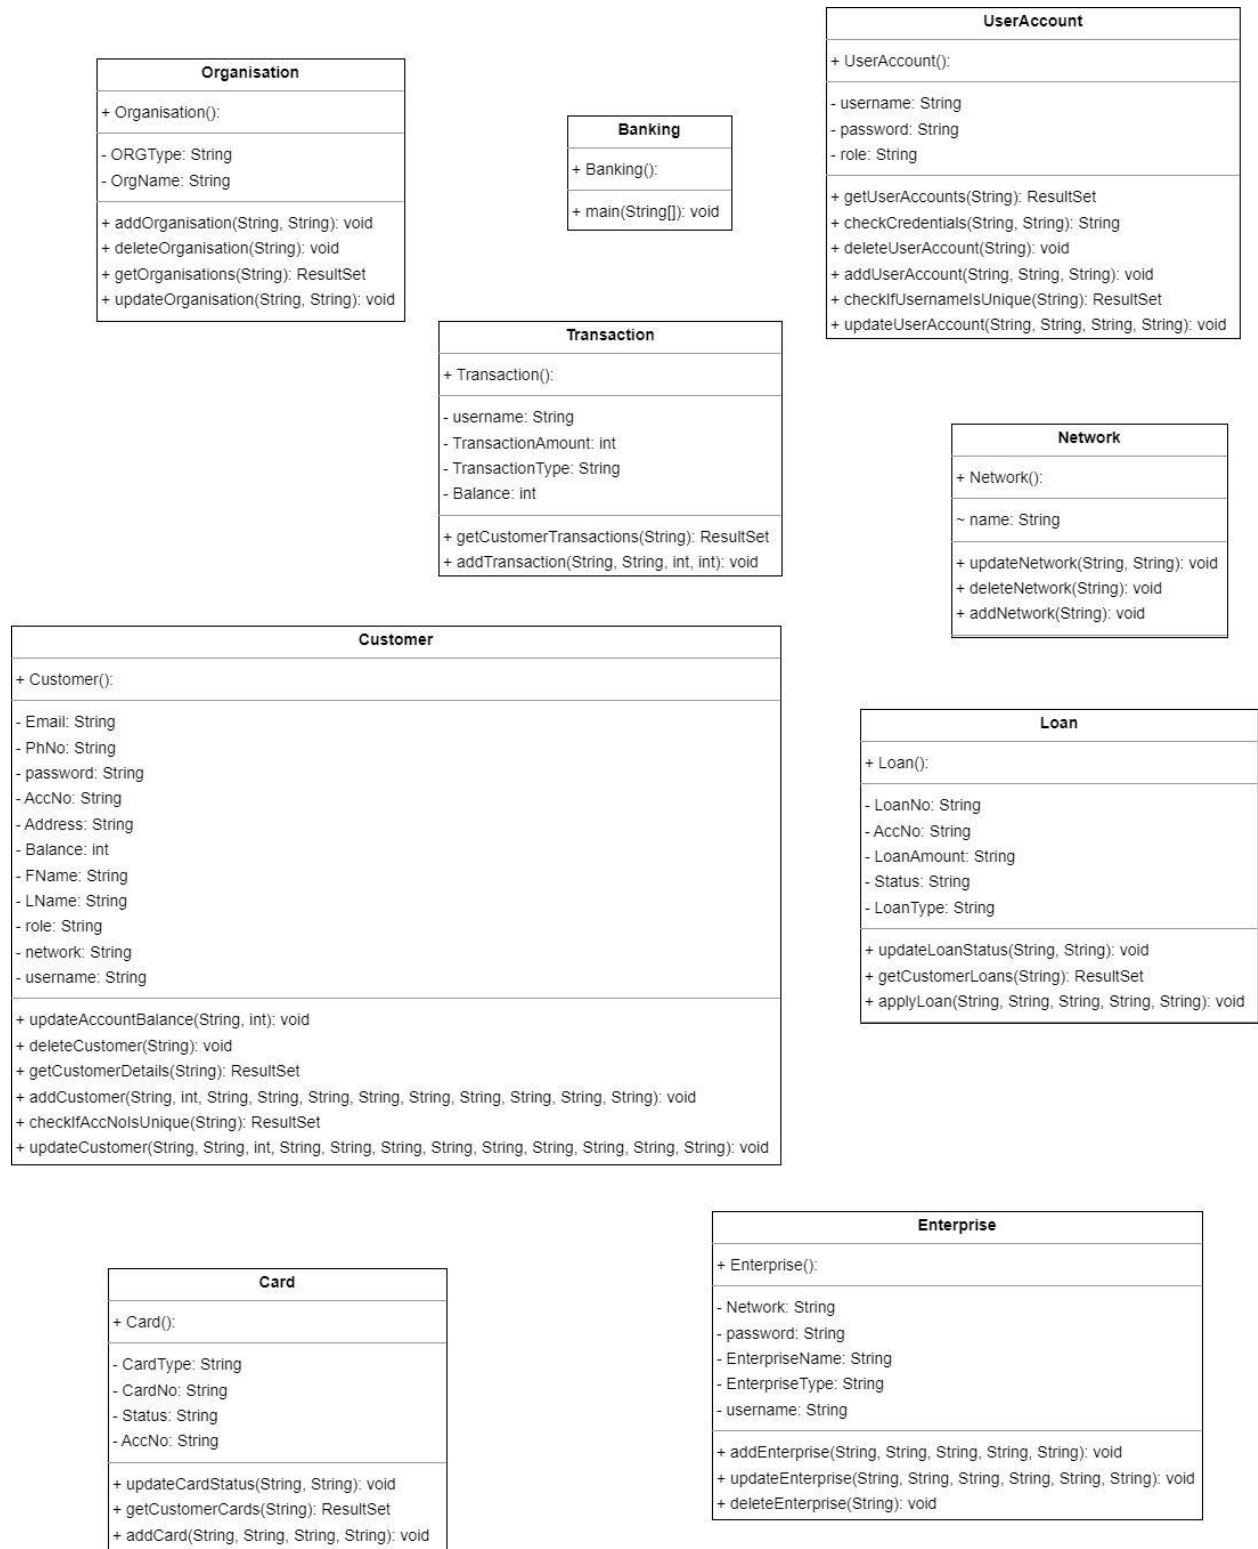 UserAccount
+ UserAccount():
- username: String
- password: String
- role: String
+ getUserAccounts(String): ResultSet
+ checkCredentials(String, String): String
+ deleteUserAccount(String): void
+ addUserAccount(String, String, String): void
+ checkIfUsernameIsUnique(String): ResultSet
+ updateUserAccount(String, String, String, String): void
Organisation
+ Organisation():
- ORGType: String
- OrgName: String
+ addOrganisation(String, String): void
+ deleteOrganisation(String): void
+ getOrganisations(String): ResultSet
+ updateOrganisation(String, String): void
Banking
+ Banking():
+ main(String[]): void
Transaction
+ Transaction():
- username: String
- TransactionAmount: int
- TransactionType: String
- Balance: int
+ getCustomerTransactions(String): ResultSet
+ addTransaction(String, String, int, int): void
Network
+ Network():
~ name: String
+ updateNetwork(String, String): void
+ deleteNetwork(String): void
+ addNetwork(String): void
Customer
+ Customer():
- Email: String
- PhNo: String
- password: String
- AccNo: String
- Address: String
- Balance: int
- FName: String
- LName: String
- role: String
- network: String
- username: String
+ updateAccountBalance(String, int): void
+ deleteCustomer(String): void
+ getCustomerDetails(String): ResultSet
+ addCustomer(String, int, String, String, String, String, String, String, String, String, String): void
+ checkIfAccNoIsUnique(String): ResultSet
+ updateCustomer(String, String, int, String, String, String, String, String, String, String, String, String): void
Loan
+ Loan():
- LoanNo: String
- AccNo: String
- LoanAmount: String
- Status: String
- LoanType: String
+ updateLoanStatus(String, String): void
+ getCustomerLoans(String): ResultSet
+ applyLoan(String, String, String, String, String): void
Enterprise
+ Enterprise():
- Network: String
- password: String
- EnterpriseName: String
- EnterpriseType: String
- username: String
+ addEnterprise(String, String, String, String, String): void
+ updateEnterprise(String, String, String, String, String, String): void
+ deleteEnterprise(String): void
Card
+ Card():
- CardType: String
- CardNo: String
- Status: String
- AccNo: String
+ updateCardStatus(String, String): void
+ getCustomerCards(String): ResultSet
+ addCard(String, String, String, String): void